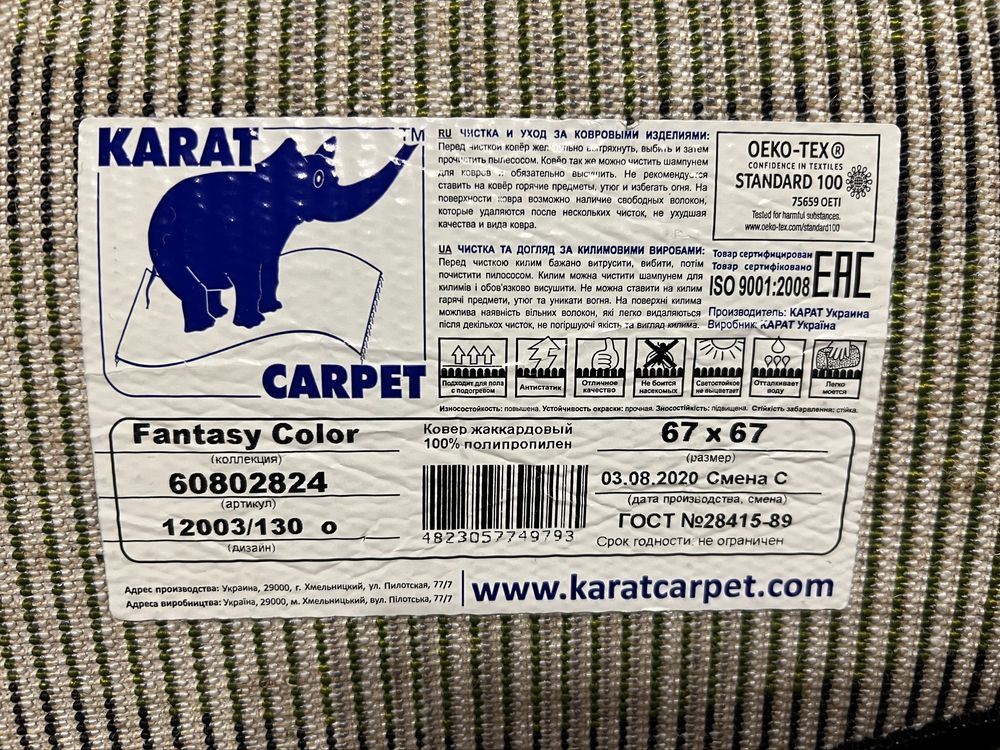 KARAT
TM
CARPET
RU ЧИСТКА И УХОД ЗА КОВРОВЫМИ ИЗДЕЛИЯМИ:
Перед чисткой ковёр желательно вытряхнуть, выбить и затем
прочистить пылесосом. Ковёр так же можно чистить шампунем
для ковров и обязательно высушить. Не рекомендуется
ставить на ковёр горячие предметы, утюг и избегать огня. На
поверхности ковра возможно наличие свободных волокон,
которые удаляются после нескольких чисток, не ухудшая
качества и вида ковра.
UA ЧИСТКА ТА ДОГЛЯД ЗА КИЛИМОВИМИ ВИРОБАМИ:
Перед чисткою килим бажано витрусити, вибити, потім
почистити пилососом. Килим можна чистити шампунем для
килимів і обов'язково висушити. Не можна ставити на килим
гарячі предмети, утюг та уникати вогня. На поверхні килима
можлива наявність вільних волокон, які легко видаляються
після декількох чисток, не погіршуючі якість та вигляд килима.
OEKO-TEX®
CONFIDENCE IN TEXTILES
STANDARD 100
75659 OETI
Tested for harmful substances.
www.oeko-tex.com/standard100
Товар сертифицирован
Товар сертифіковано
ISO 9001:2008
EAC
Производитель: КАРАТ Украина
Виробник: КАРАТ Україна
Подходит для пола с подогревом
Антистатик
Отличное качество
Не боится насекомых
Светостойкое не выцветает
Отталкивает воду
Легко моется
Износостойкость: повышена. Устойчивость окраски: прочная. Зносостійкість: підвищена. Стійкість забарвлення: стійка.
Fantasy Color
(коллекция)
60802824
(артикул)
12003/130 о
(дизайн)
Ковер жаккардовый
100% полипропилен
4823057749793
67 x 67
(размер)
03.08.2020 Смена С
(дата производства, смена)
ГОСТ №28415-89
Срок годности: не ограничен
Адрес производства: Украина, 29000, г. Хмельницкий, ул. Пилотская, 77/7
Адреса виробництва: Україна, 29000, м. Хмельницький, вул. Пілотська, 77/7
www.karatcarpet.com